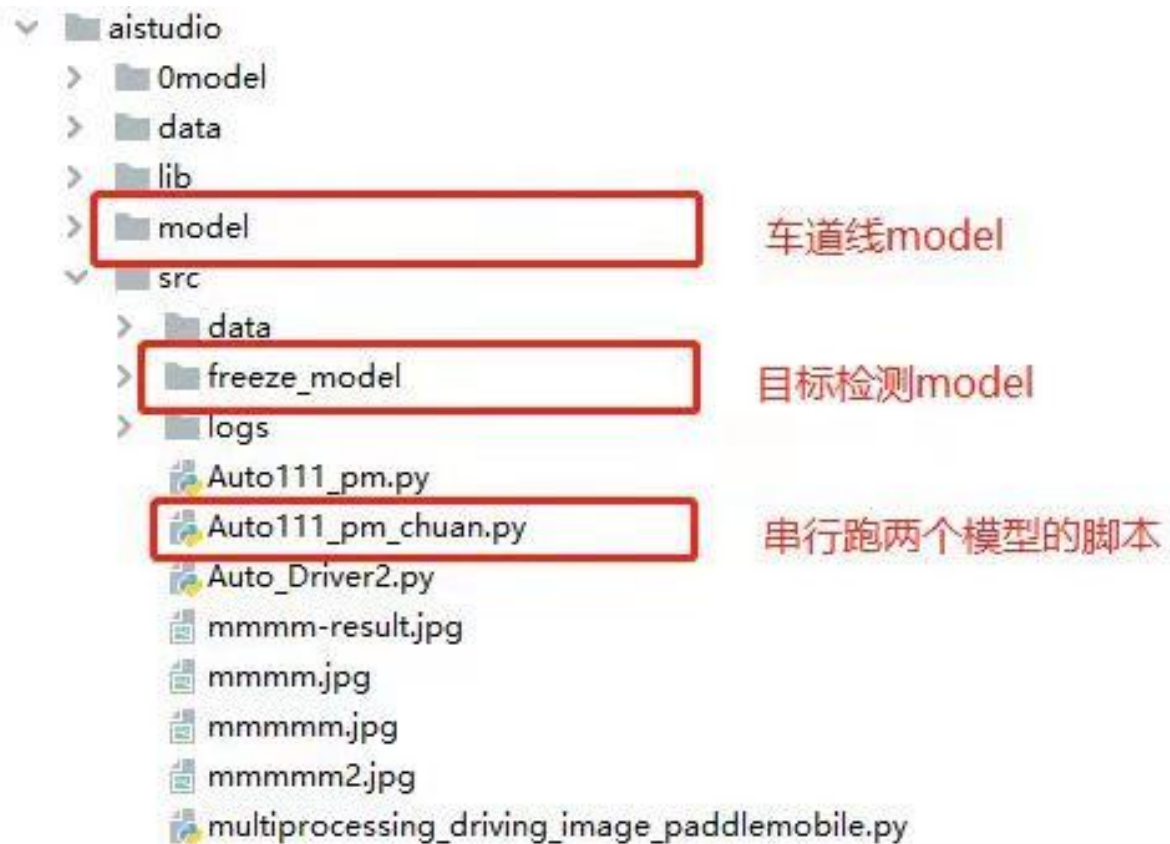 aistudio
0model
data
lib
model 车道线model
src
data
freeze_model 目标检测model
logs
Auto111_pm.py
Auto111_pm_chuan.py 串行跑两个模型的脚本
Auto_Driver2.py
mmmm-result.jpg
mmmm.jpg
mmmmm.jpg
mmmmm2.jpg
multiprocessing_driving_image_paddlemobile.py